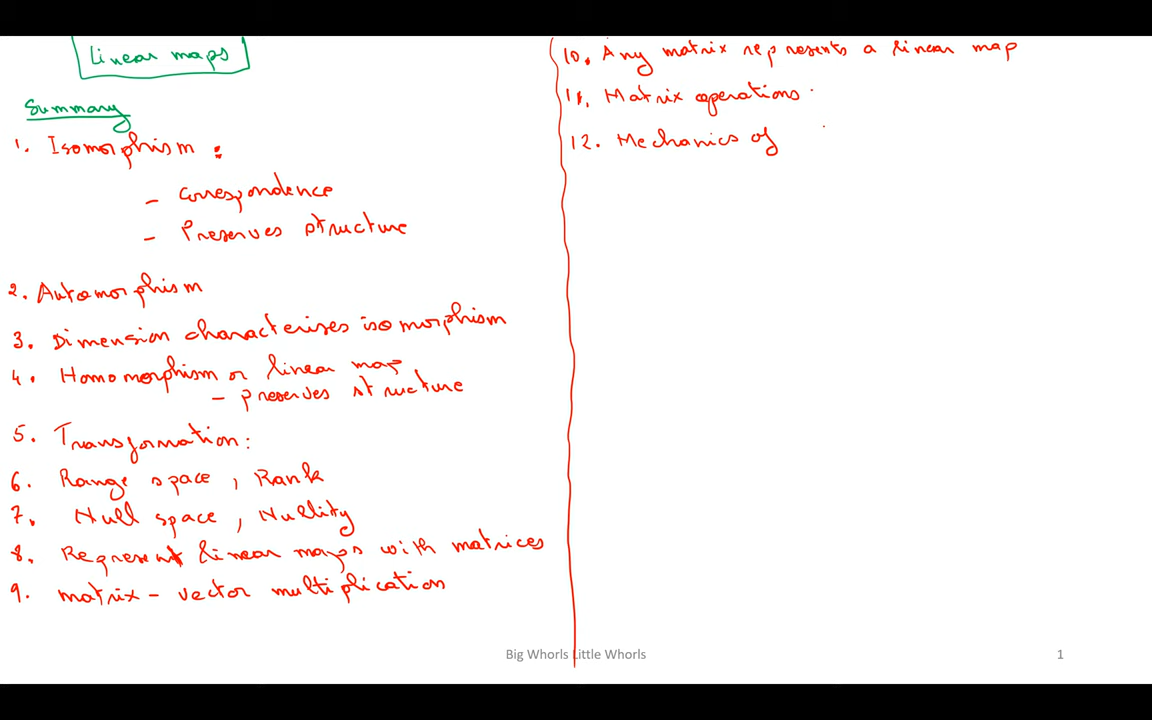 Linear maps
Summary
1. Isomorphism :
- Correspondence
- Preserves structure
2. Automorphism
3. Dimension characterises isomorphism
4. Homomorphism or linear map
- preserves structure
5. Transformation:
6. Range space, Rank
7. Null space, Nullity
8. Represent linear maps with matrices
9. matrix - vector multiplication
10. Any matrix represents a linear map
11. Matrix operations
12. Mechanics of
Big Whorls Little Whorls
1